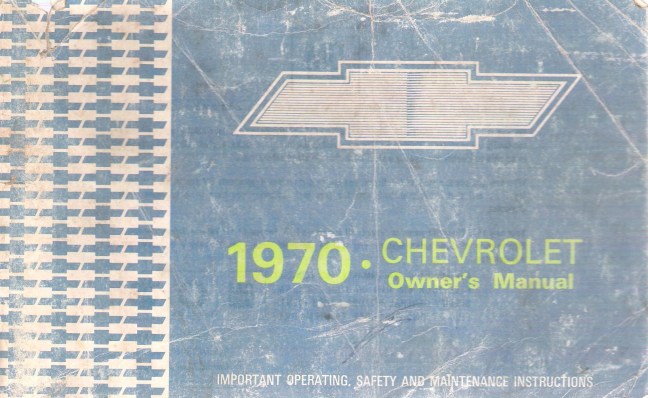 1970 • CHEVROLET
Owner's Manual
IMPORTANT OPERATING, SAFETY AND MAINTENANCE INSTRUCTIONS